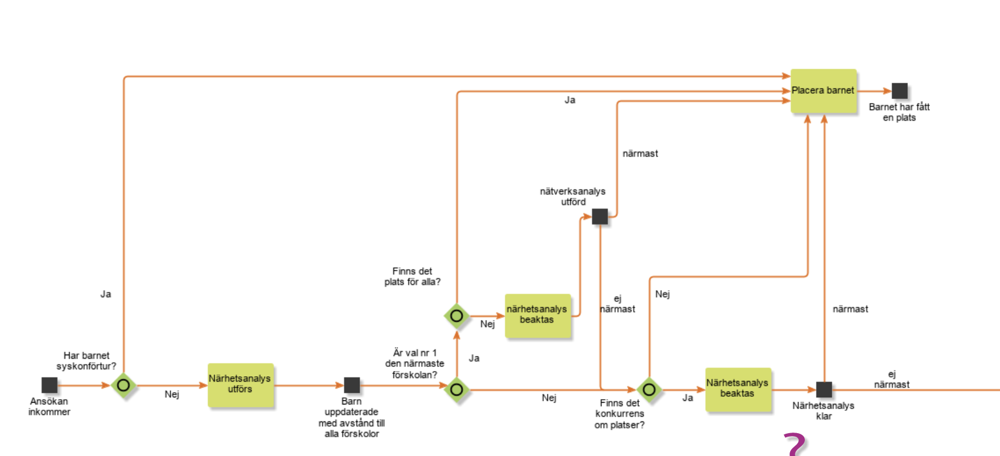 Placera barnet
Ja
Barnet har fått
en plats
närmast
nätverksanalys
utförd
Finns det
plats för alla?
Ja
Nej
ej
närmast
närhetsanalys
beaktas
närmast
Nej
Är val nr 1
den närmaste
förskolan?
Ja
Har barnet
syskonförtur?
Närhetsanalys
utförs
Närhetsanalys
beaktas
ej
närmast
Nej
Nej
Ja
Ansökan
inkommer
Barn
uppdaterade
med avstånd till
alla förskolor
Finns det
konkurrens
om platser?
Närhetsanalys
klar
?